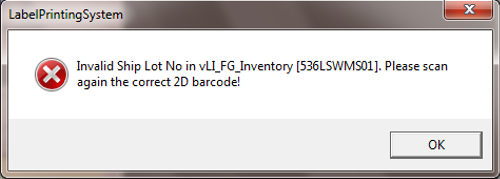 LabelPrintingSystem
Invalid Ship Lot No in vLI_FG_Inventory [536LSWMS01]. Please scan
again the correct 2D barcode!
OK